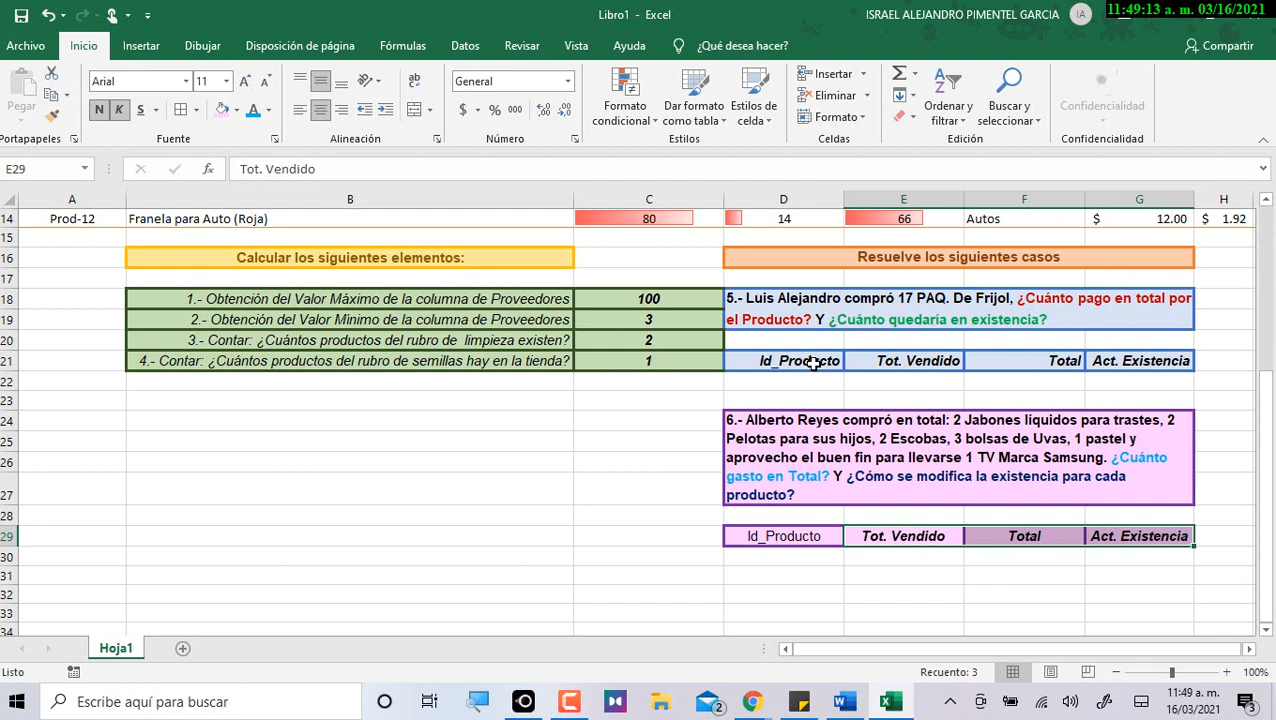 Libro1 - Excel
ISRAEL ALEJANDRO PIMENTEL GARCIA
IA
11:49:13 a. m. 03/16/2021
Archivo
Inicio
Insertar
Dibujar
Disposición de página
Fórmulas
Datos
Revisar
Vista
Ayuda
¿Qué desea hacer?
Compartir
Pegar
Arial
11
N K S
General
$ % 000
Formato condicional
Dar formato como tabla
Estilos de celda
Insertar
Eliminar
Formato
Ordenar y filtrar
Buscar y seleccionar
Confidencialidad
Portapapeles
Fuente
Alineación
Número
Estilos
Celdas
Edición
Confidencialidad
E29
Tot. Vendido
A B C D E F G H
14 Prod-12 Franela para Auto (Roja) 80 14 66 Autos $ 12.00 $ 1.92
15
16 Calcular los siguientes elementos: Resuelve los siguientes casos
17
18 1.- Obtención del Valor Máximo de la columna de Proveedores 100 5.- Luis Alejandro compró 17 PAQ. De Frijol, ¿Cuánto pago en total por
19 2.- Obtención del Valor Minimo de la columna de Proveedores 3 el Producto? Y ¿Cuánto quedaría en existencia?
20 3.- Contar: ¿Cuántos productos del rubro de limpieza existen? 2
21 4.- Contar: ¿Cuántos productos del rubro de semillas hay en la tienda? 1 Id_Producto Tot. Vendido Total Act. Existencia
22
23
24 6.- Alberto Reyes compró en total: 2 Jabones líquidos para trastes, 2
25 Pelotas para sus hijos, 2 Escobas, 3 bolsas de Uvas, 1 pastel y
26 aprovecho el buen fin para llevarse 1 TV Marca Samsung. ¿Cuánto
27 gasto en Total? Y ¿Cómo se modifica la existencia para cada
producto?
28
29 Id_Producto Tot. Vendido Total Act. Existencia
30
31
32
33
34
Hoja1
Listo
Recuento: 3
100%
Escribe aquí para buscar
2
11:49 a. m.
16/03/2021
3